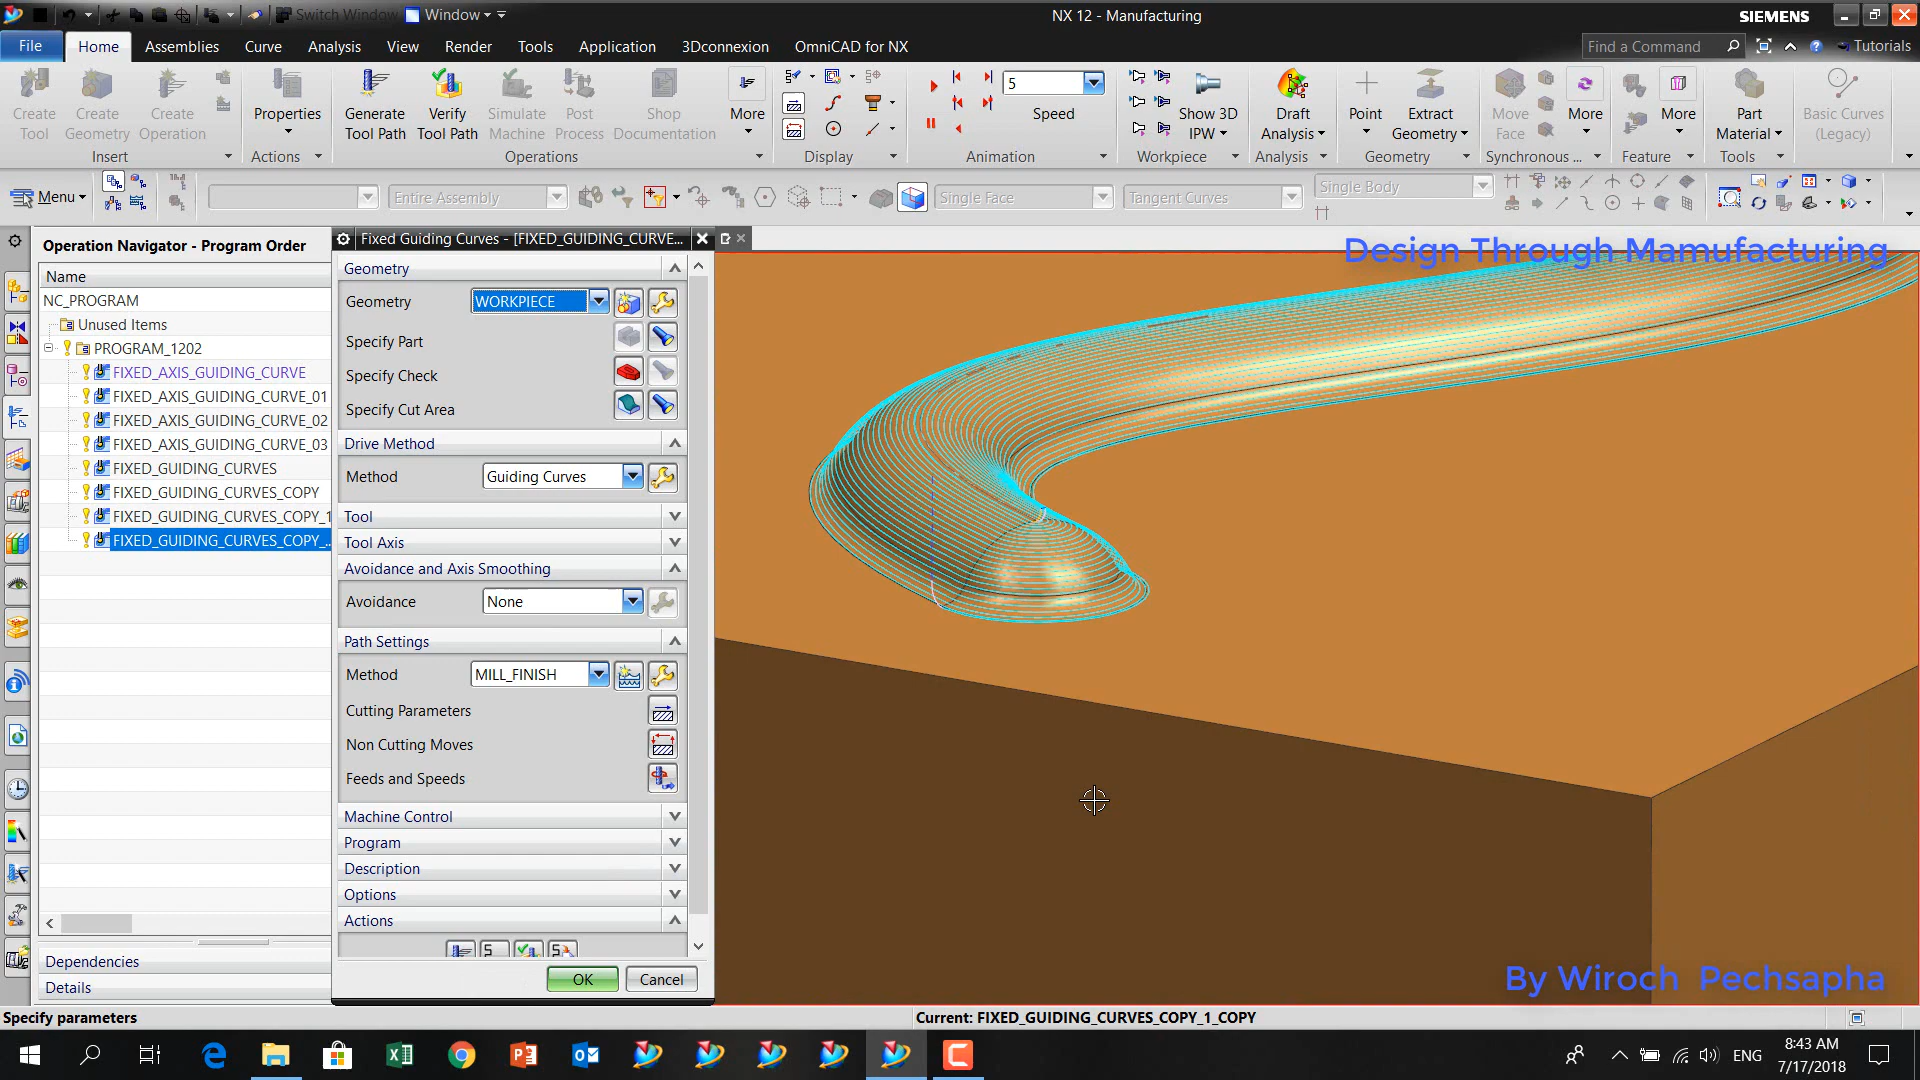 Switch Window Window NX 12 - Manufacturing SIEMENS
File Home Assemblies Curve Analysis View Render Tools Application 3Dconnexion OmniCAD for NX Find a Command Tutorials
Create Tool
Create Geometry
Create Operation
Properties
Generate Tool Path
Verify Tool Path
Simulate Machine
Post Process
Shop Documentation
More
5
Speed
Show 3D IPW
Draft Analysis
Point
Extract Geometry
Move Face
More
More
Part Material
Basic Curves (Legacy)
Insert Actions Operations Display Animation Workpiece Analysis Geometry Synchronous ... Feature Tools
Menu Entire Assembly Single Face Tangent Curves Single Body
Operation Navigator - Program Order
Name
NC_PROGRAM
Unused Items
PROGRAM_1202
FIXED_AXIS_GUIDING_CURVE
FIXED_AXIS_GUIDING_CURVE_01
FIXED_AXIS_GUIDING_CURVE_02
FIXED_AXIS_GUIDING_CURVE_03
FIXED_GUIDING_CURVES
FIXED_GUIDING_CURVES_COPY
FIXED_GUIDING_CURVES_COPY_1
FIXED_GUIDING_CURVES_COPY_...
Dependencies
Details
Fixed Guiding Curves - [FIXED_GUIDING_CURVE...
Geometry
Geometry WORKPIECE
Specify Part
Specify Check
Specify Cut Area
Drive Method
Method Guiding Curves
Tool
Tool Axis
Avoidance and Axis Smoothing
Avoidance None
Path Settings
Method MILL_FINISH
Cutting Parameters
Non Cutting Moves
Feeds and Speeds
Machine Control
Program
Description
Options
Actions
OK Cancel
Design Through Mamufacturing
By Wiroch Pechsapha
Specify parameters Current: FIXED_GUIDING_CURVES_COPY_1_COPY
ENG
8:43 AM
7/17/2018